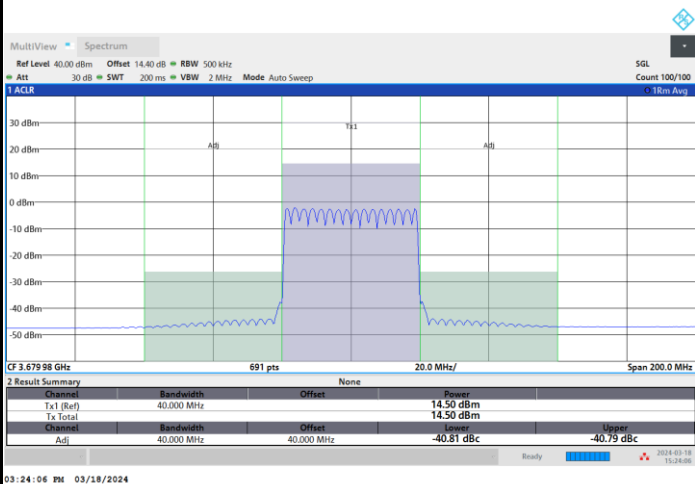 MultiView Spectrum
Ref Level 40.00 dBm Offset 14.40 dB RBW 500 kHz SGL
Att 30 dB SWT 200 ms VBW 2 MHz Mode Auto Sweep Count 100/100
1 ACLR 1Rm Avg
30 dBm
Tx1
20 dBm
Adj Adj
10 dBm
0 dBm
-10 dBm
-20 dBm
-30 dBm
-40 dBm
-50 dBm
CF 3.679 98 GHz 691 pts 20.0 MHz/ Span 200.0 MHz
2 Result Summary None
Channel Bandwidth Offset Power
Tx1 (Ref) 40.000 MHz 14.50 dBm
Tx Total 14.50 dBm
Channel Bandwidth Offset Lower Upper
Adj 40.000 MHz 40.000 MHz -40.81 dBc -40.79 dBc
Ready 2024-03-18
15:24:06
03:24:06 PM 03/18/2024